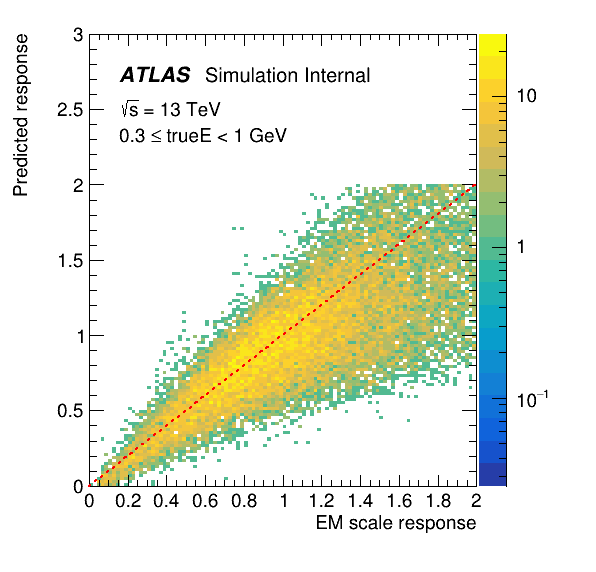 Predicted response
3
2.5
2
1.5
1
0.5
0
ATLAS Simulation Internal
√s = 13 TeV
0.3 ≤ trueE < 1 GeV
0 0.2 0.4 0.6 0.8 1 1.2 1.4 1.6 1.8 2
EM scale response
10
1
10⁻¹